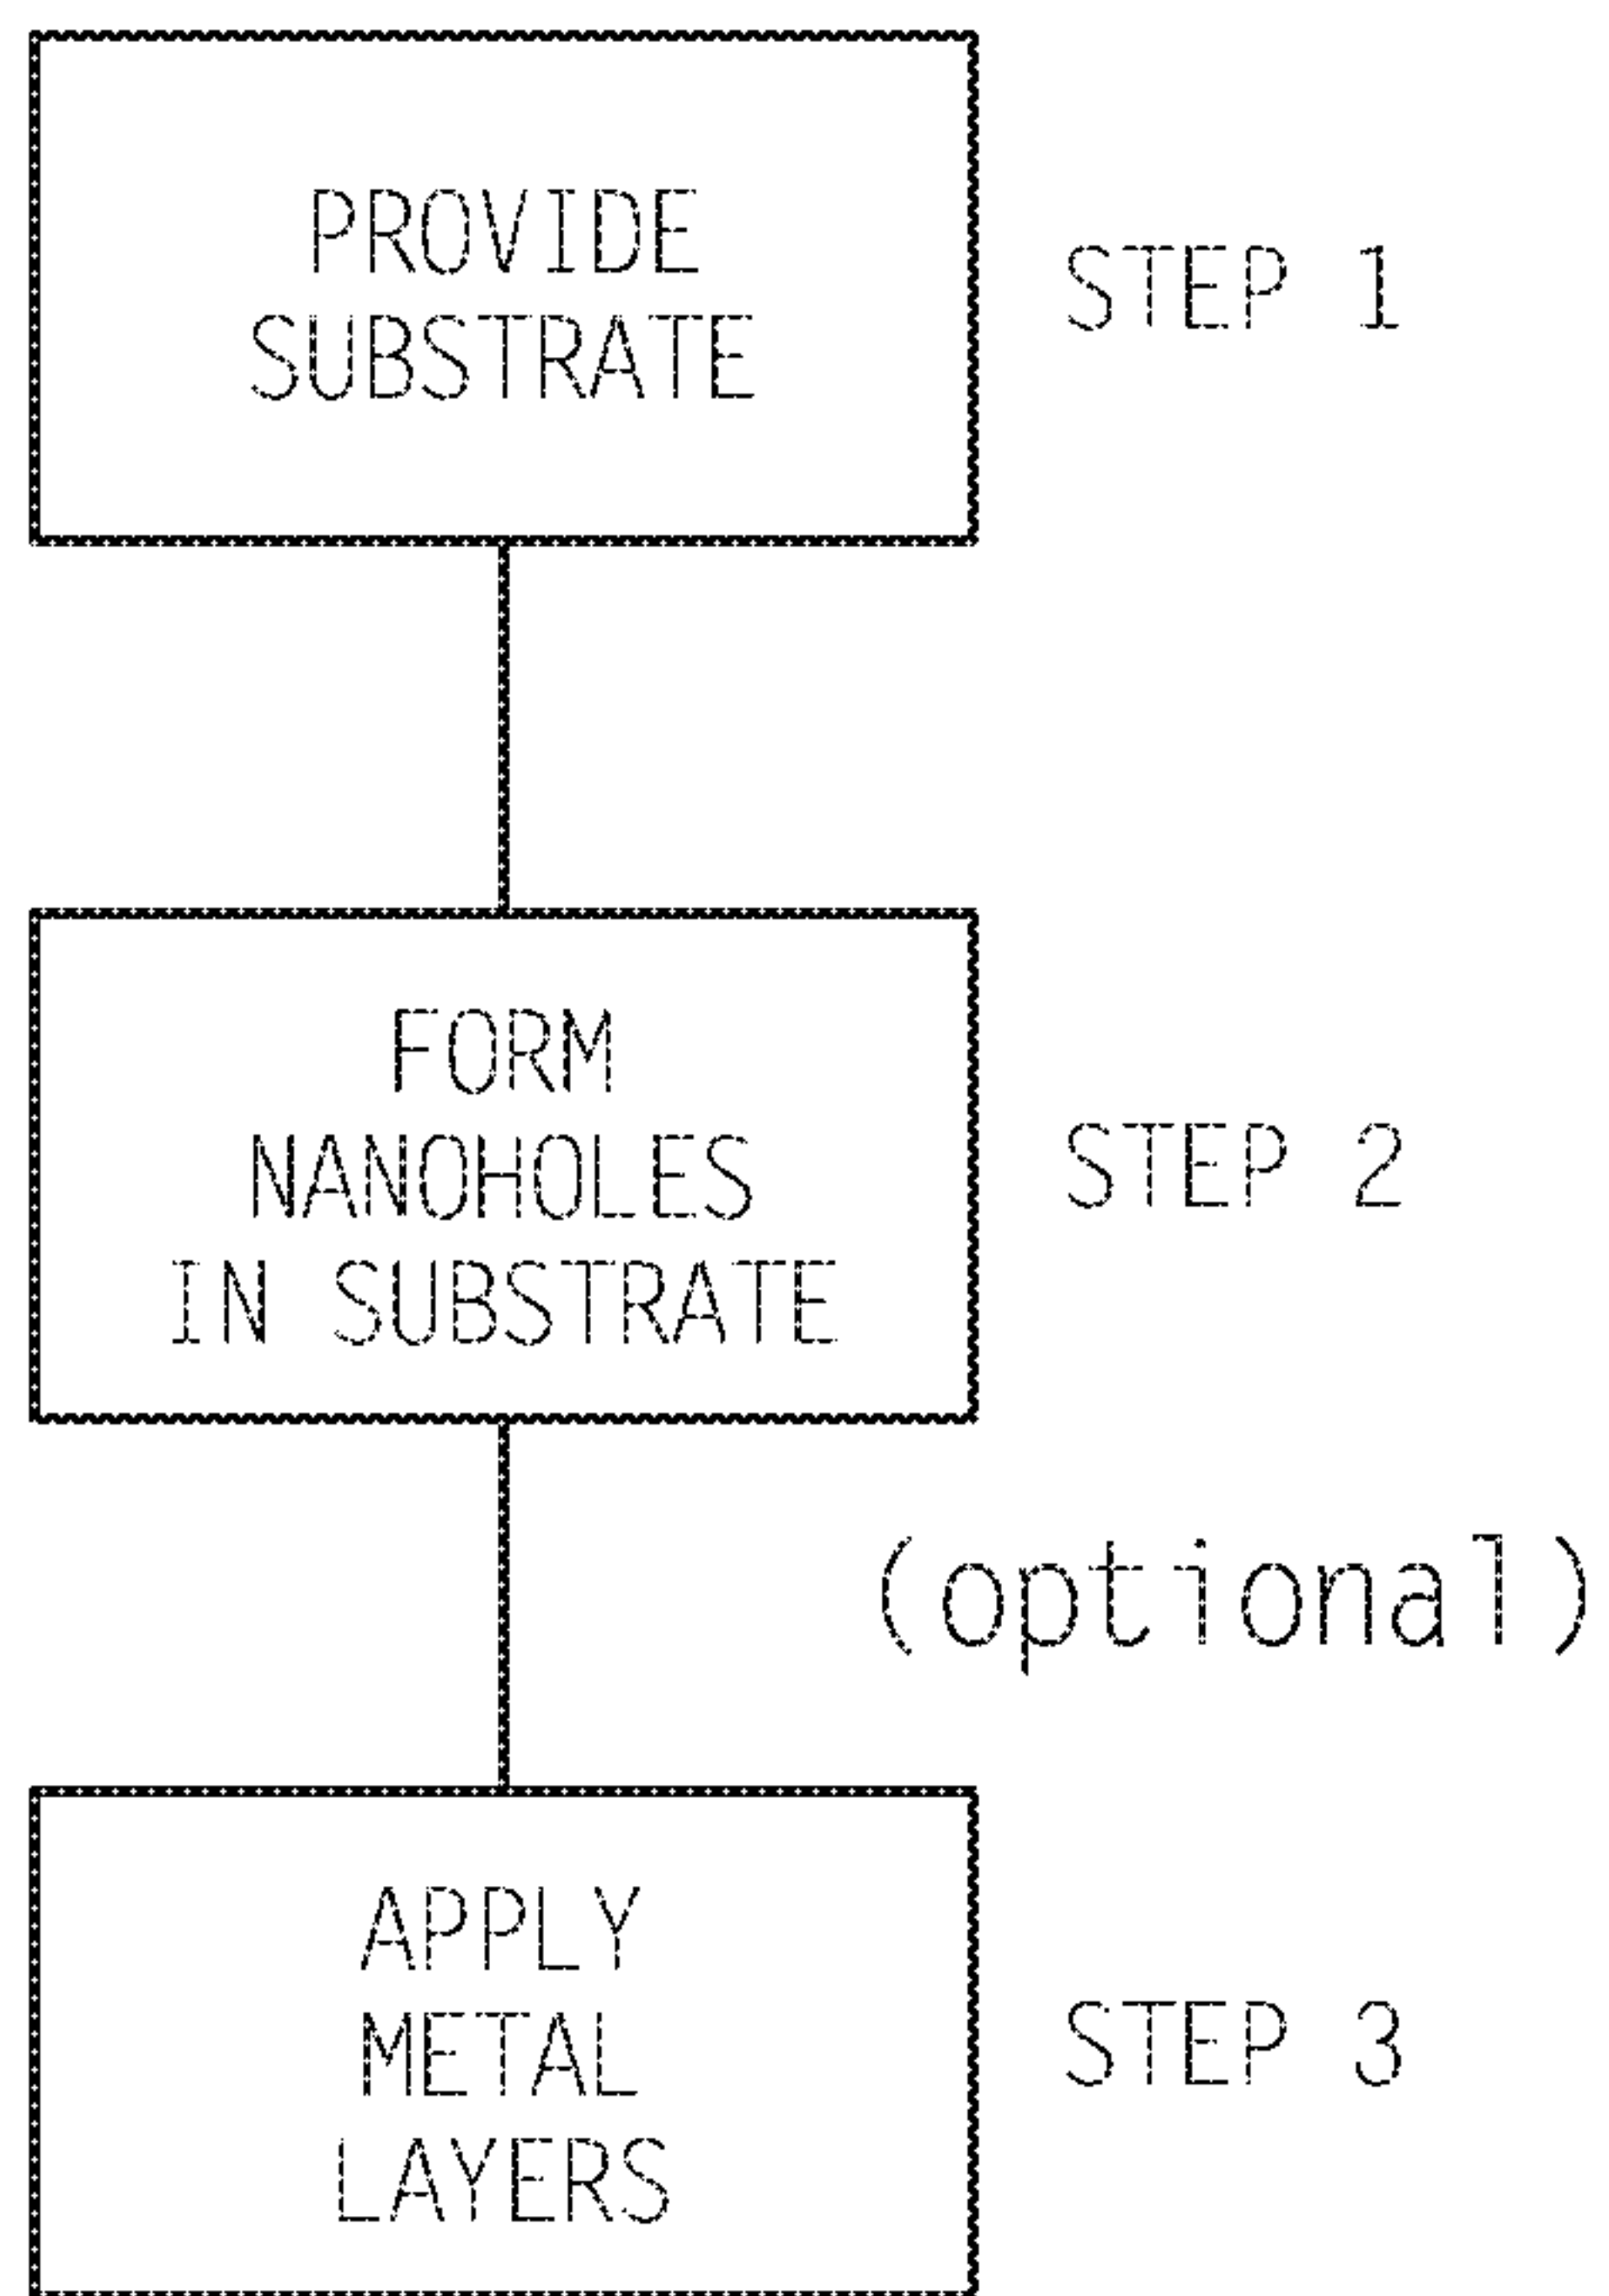 PROVIDE
SUBSTRATE
STEP 1
FORM
NANOHOLES
IN SUBSTRATE
STEP 2
(optional)
APPLY
METAL
LAYERS
STEP 3